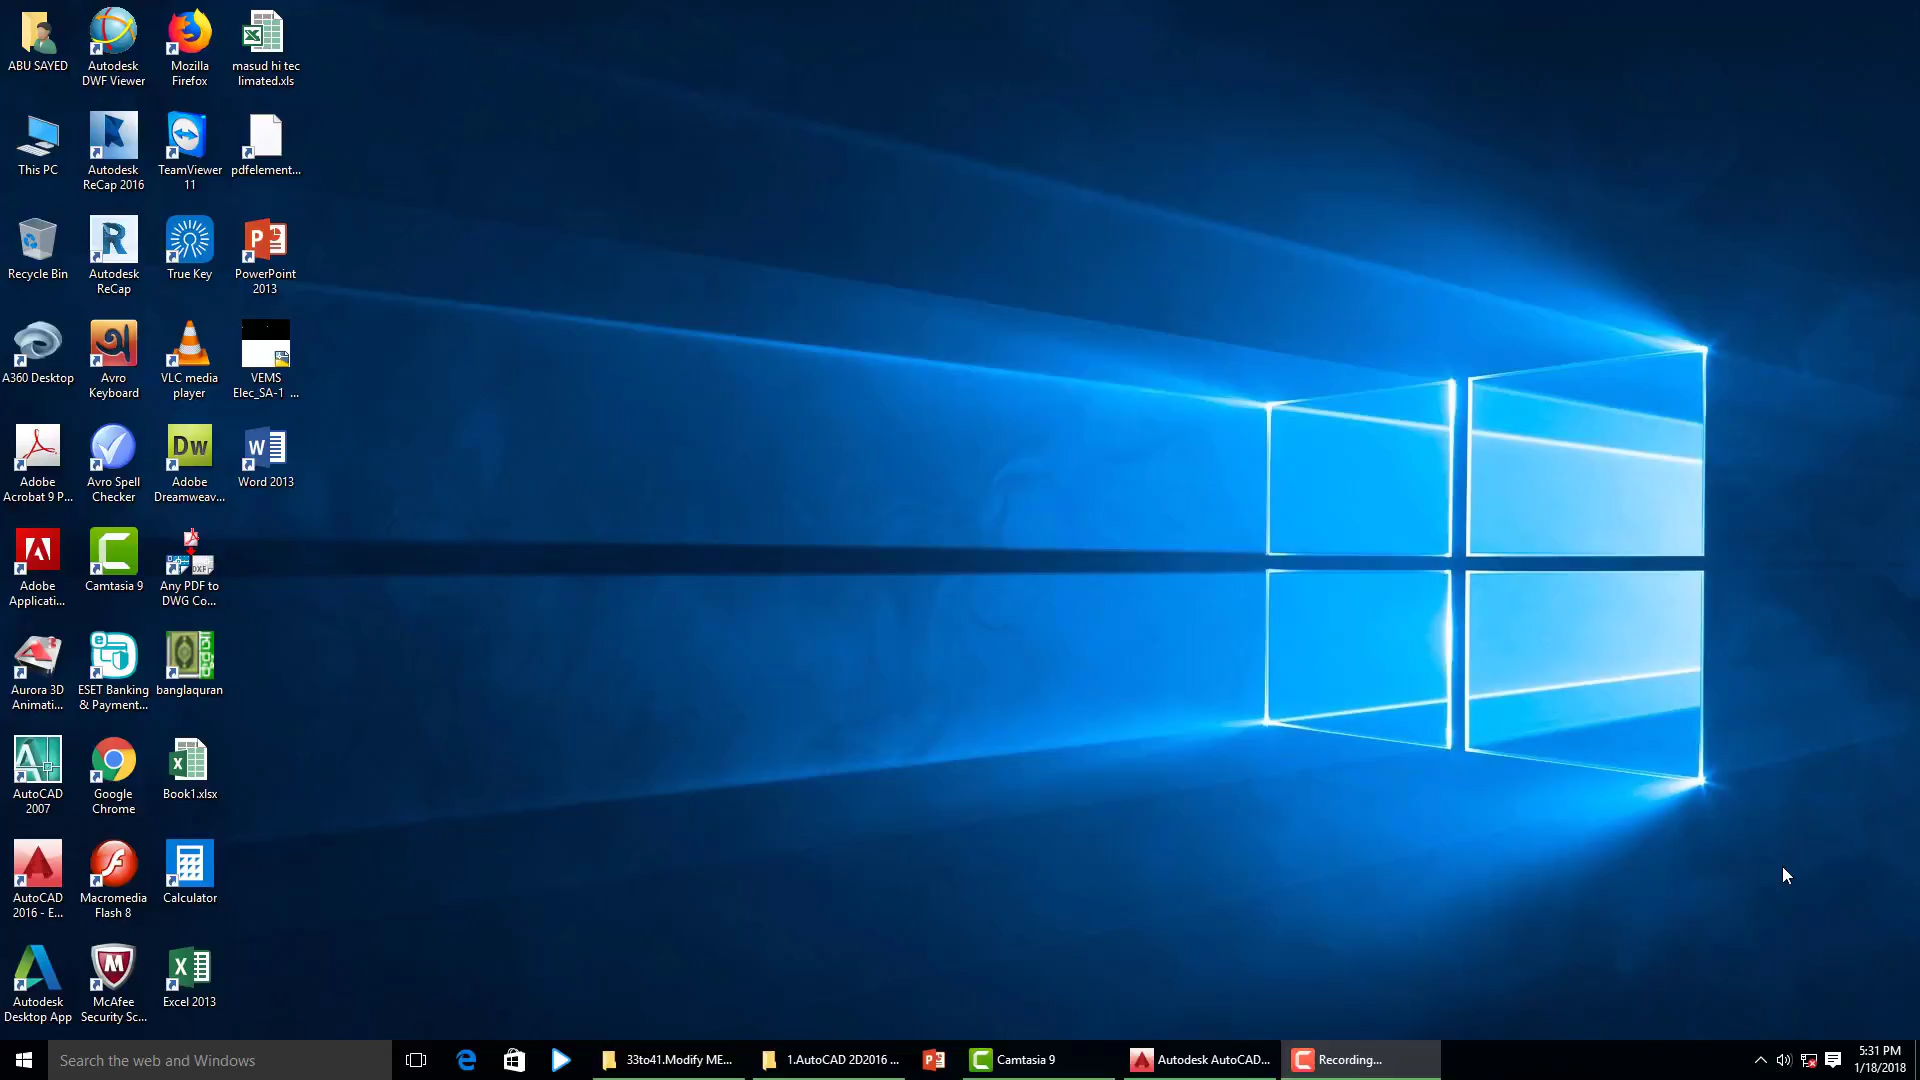 ABU SAYED
Autodesk
DWF Viewer
Mozilla
Firefox
masud hi tec
limated.xls
This PC
Autodesk
ReCap 2016
TeamViewer
11
pdfelement...
Recycle Bin
Autodesk
ReCap
True Key
PowerPoint
2013
A360 Desktop
Avro
Keyboard
VLC media
player
VEMS
Elec_SA-1 ...
Adobe
Acrobat 9 P...
Avro Spell
Checker
Dw
Adobe
Dreamweav...
Word 2013
Adobe
Applicati...
Camtasia 9
DXF
Any PDF to
DWG Co...
Aurora 3D
Animati...
ESET Banking
& Payment...
banglaquran
AutoCAD
2007
Google
Chrome
Book1.xlsx
AutoCAD
2016 - E...
Macromedia
Flash 8
Calculator
Autodesk
Desktop App
McAfee
Security Sc...
Excel 2013
Search the web and Windows
33to41.Modify ME...
1.AutoCAD 2D2016 ...
Camtasia 9
Autodesk AutoCAD...
Recording...
5:31 PM
1/18/2018